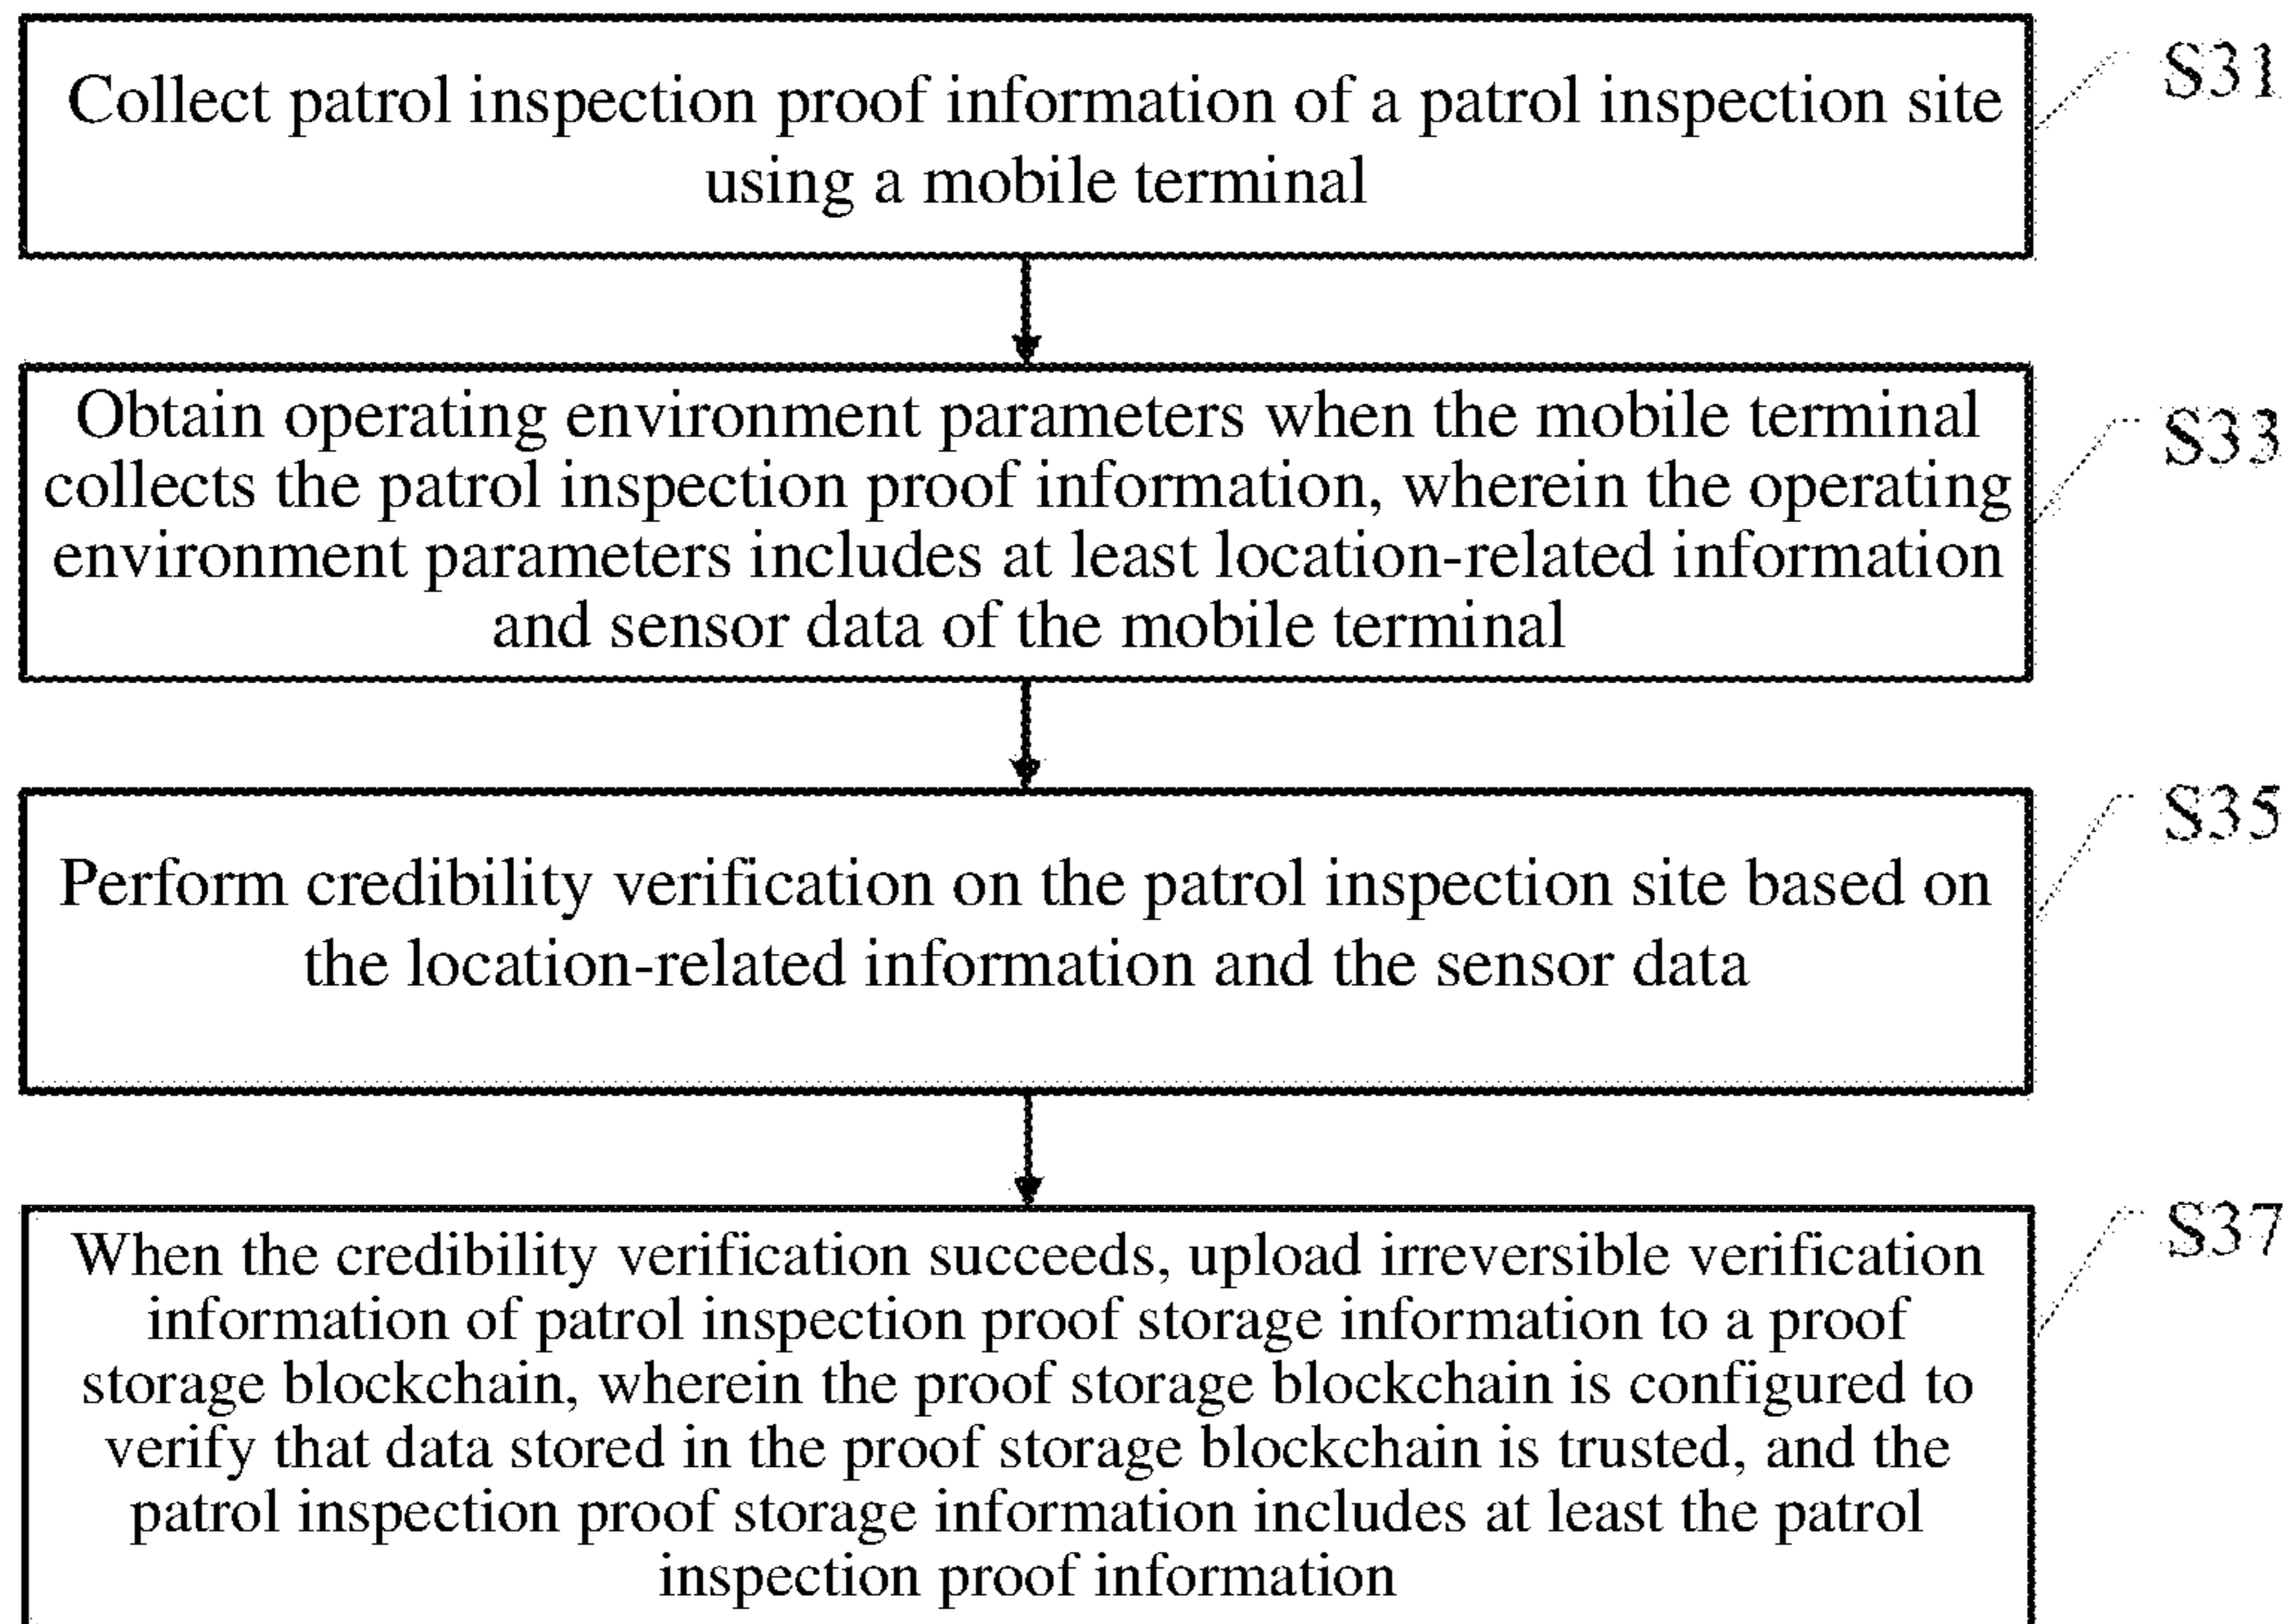 Collect patrol inspection proof information of a patrol inspection site
using a mobile terminal
S31
Obtain operating environment parameters when the mobile terminal
collects the patrol inspection proof information, wherein the operating
environment parameters includes at least location-related information
and sensor data of the mobile terminal
S33
Perform credibility verification on the patrol inspection site based on
the location-related information and the sensor data
S35
When the credibility verification succeeds, upload irreversible verification
information of patrol inspection proof storage information to a proof
storage blockchain, wherein the proof storage blockchain is configured to
verify that data stored in the proof storage blockchain is trusted, and the
patrol inspection proof storage information includes at least the patrol
inspection proof information
S37